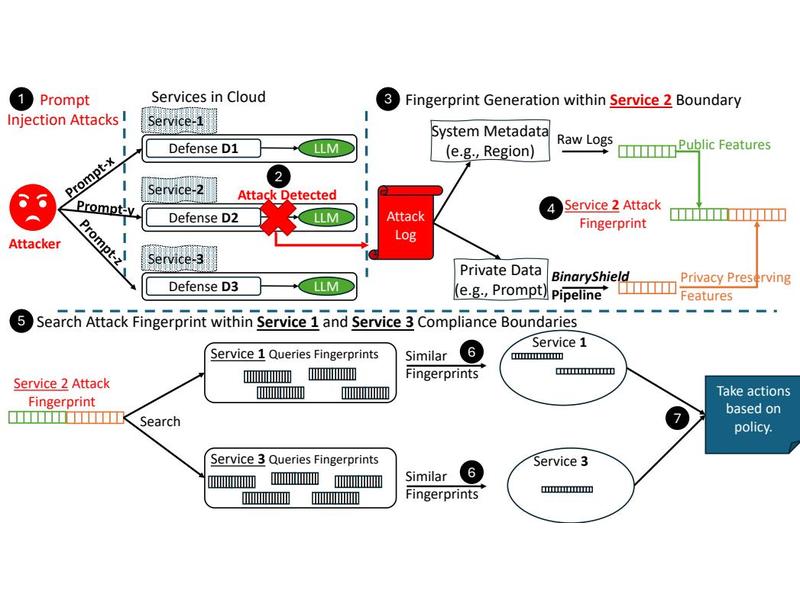 1 Prompt
Injection Attacks
Services in Cloud
Service-1
Defense D1
LLM
Prompt-x
Service-2
2
Attack Detected
Prompt-y
Defense D2
LLM
Attacker
Prompt-z
Service-3
Defense D3
LLM
3 Fingerprint Generation within Service 2 Boundary
System Metadata
(e.g., Region)
Raw Logs
Public Features
Attack
Log
4 Service 2 Attack
Fingerprint
Private Data
(e.g., Prompt)
BinaryShield
Pipeline
Privacy Preserving
Features
5 Search Attack Fingerprint within Service 1 and Service 3 Compliance Boundaries
Service 2 Attack
Fingerprint
Search
Service 1 Queries Fingerprints
Similar 6
Fingerprints
Service 1
Service 3 Queries Fingerprints
Similar 6
Fingerprints
Service 3
7
Take actions
based on
policy.